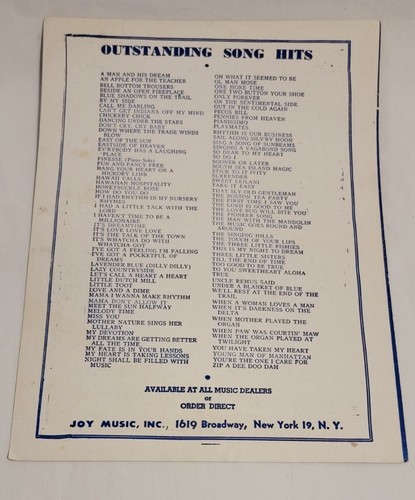 OUTSTANDING SONG HITS
A MAN AND HIS DREAM
AN APPLE FOR THE TEACHER
BELL BOTTOM TROUSERS
BESIDE AN OPEN FIREPLACE
BLUE SHADOWS ON THE TRAIL
BY MY SIDE
CALL ME DARLING
CAN'T GET INDIANA OFF MY MIND
CHICKERY CHICK
DANCING UNDER THE STARS
DON'T CRY, CRY BABY
DOWN WHERE THE TRADE WINDS
BLOW
EAST OF THE SUN
EASTSIDE OF HEAVEN
EV'RYBODY HAS A LAUGHING
PLACE
FINESSE (Piano Solo)
FUN AND FANCY FREE
HANG YOUR HEART ON A
HICKORY LIMB
HAWAII CALLS
HAWAIIAN HOSPITALITY
HONEYSUCKLE ROSE
HOW DO YOU DO
IF I HAD RHYTHM IN MY NURSERY
RHYMES
I HAD A LITTLE TALK WITH THE
LORD
I HAVEN'T TIME TO BE A
MILLIONAIRE
IT'S DREAMTIME
IT'S LOVE LOVE LOVE
IT'S THE TALK OF THE TOWN
IT'S WHATCHA DO WITH
WHATCHA GOT
I'VE GOT A FEELING I'M FALLING
I'VE GOT A POCKETFUL OF
DREAMS
LAVENDER BLUE (DILLY DILLY)
LAZY COUNTRYSIDE
LET'S CALL A HEART A HEART
LITTLE DUTCH MILL
LITTLE TOOT
LOVE AND A DIME
MAMA I WANNA MAKE RHYTHM
MAMA DON'T ALLOW IT
MEET THE SUN HALFWAY
MELODY TIME
MISS YOU
MOTHER NATURE SINGS HER
LULLABY
MY DEVOTION
MY DREAMS ARE GETTING BETTER
ALL THE TIME
MY FATE IS IN YOUR HANDS
MY HEART IS TAKING LESSONS
NIGHT SHALL BE FILLED WITH
MUSIC
OH WHAT IT SEEMED TO BE
OL MAN MOSE
ONE MORE TIME
ONE TWO BUTTON YOUR SHOE
ONLY FOREVER
ON THE SENTIMENTAL SIDE
OUT IN THE COLD AGAIN
PECOS BILL
PENNIES FROM HEAVEN
PIANISSIMO
PLAYMATES
RHYTHM IS OUR BUSINESS
SAIL ALONG SILV'RY MOON
SING A SONG OF SUNBEAMS
SINGING A VAGABOND SONG
SO DEAR TO MY HEART
SO DO I
SOONER OR LATER
SOUTH SEA ISLAND MAGIC
STICK TO IT IVITY
SURRENDER
SWEET LEILANI
TAKE IT EASY
THAT SLY OLD GENTLEMAN
THE BOSTON TEA PARTY
THE FIRST TIME I SAW YOU
THE LORD IS GOOD TO ME
THE LOVE BUG WILL BITE YOU
THE PIONEER SONG
THE MAN WITH THE MANDOLIN
THE MUSIC GOES ROUND AND
AROUND
THE SINGING HILLS
THE TOUCH OF YOUR LIPS
THE THREE LITTLE FISHIES
THIS IS MY NIGHT TO DREAM
THREE LITTLE SISTERS
TILL THE END OF TIME
TOO GOOD TO BE TRUE
TO YOU SWEETHEART ALOHA
TRUE
UNCLE REMUS SAID
UNDER A BLANKET OF BLUE
WE'LL REST AT THE END OF THE
TRAIL
WHEN A WOMAN LOVES A MAN
WHEN IT'S DARKNESS ON THE
DELTA
WHEN MOTHER PLAYED THE
ORGAN
WHEN PAW WAS COURTIN' MAW
WHEN THE ORGAN PLAYED AT
TWILIGHT
YOU HAVE TAKEN MY HEART
YOUNG MAN OF MANHATTAN
YOU'RE THE ONE I CARE FOR
ZIP A DEE DOO DAH
AVAILABLE AT ALL MUSIC DEALERS
or
ORDER DIRECT
JOY MUSIC, INC., 1619 Broadway, New York 19, N. Y.